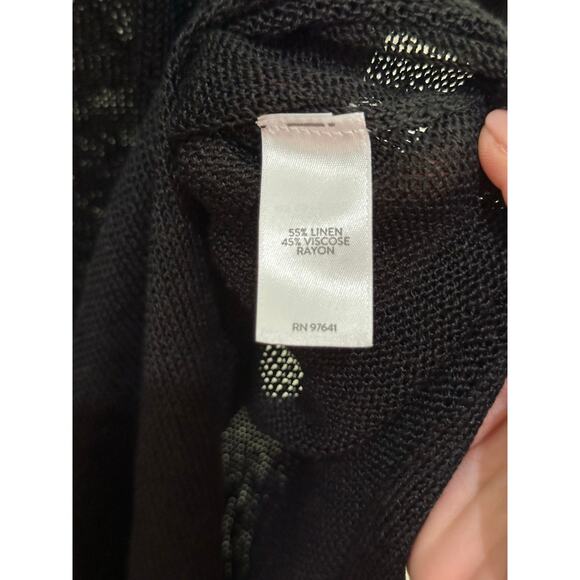 55% LINEN
45% VISCOSE
RAYON
RN 97641